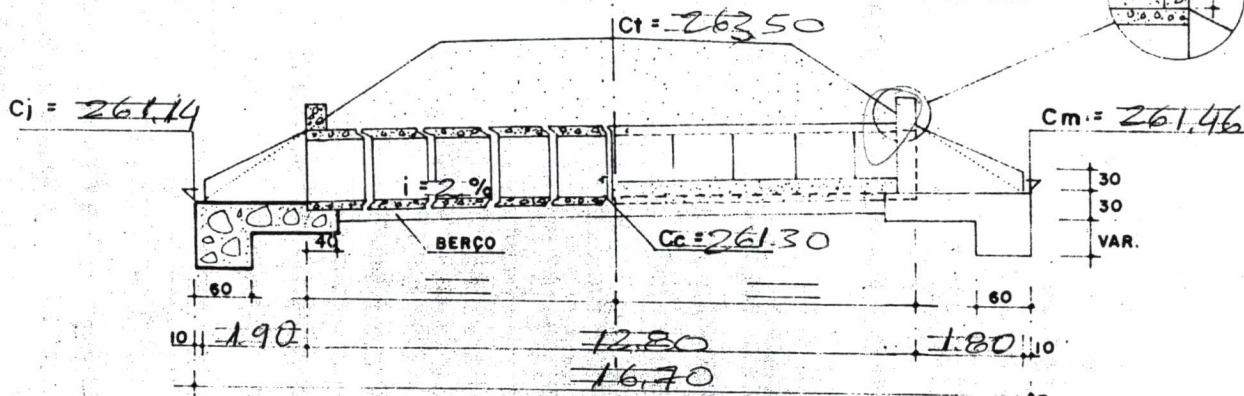 Ct = 263,50
Cj = 261,14
Cm = 261,46
i = 2 %
30
30
VAR.
40
BERÇO
Cc = 261.30
60
60
10
1.90
12.80
1.80
10
16.70